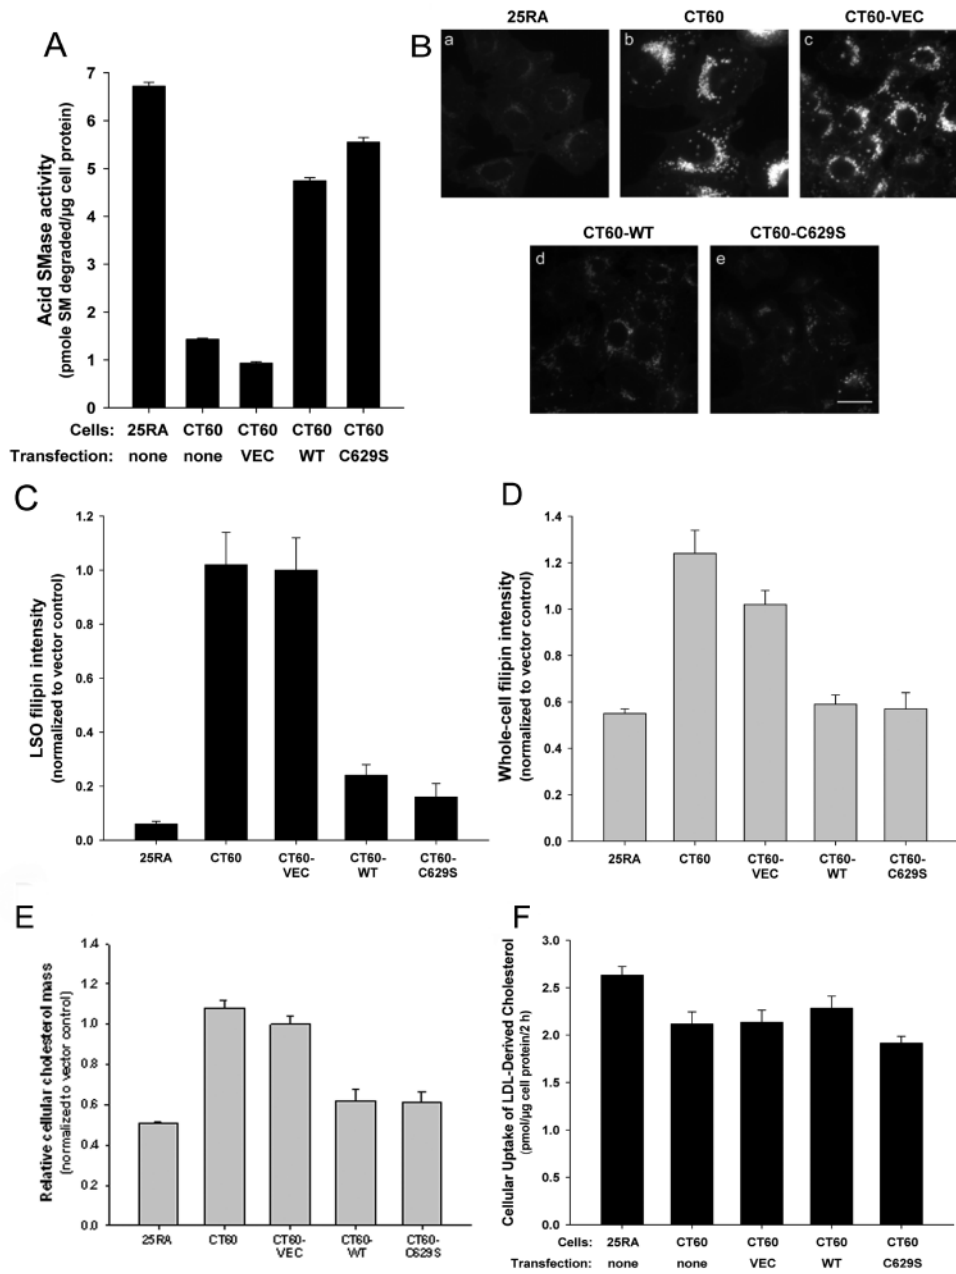 A
Acid SMase activity
(pmole SM degraded/µg cell protein)
7
6
5
4
3
2
1
0
Cells: 25RA CT60 CT60 CT60 CT60
Transfection: none none VEC WT C629S
B
25RA CT60 CT60-VEC
a b c
CT60-WT CT60-C629S
d e
C
LSO filipin intensity
(normalized to vector control)
1.2
1.0
0.8
0.6
0.4
0.2
0.0
25RA CT60 CT60- CT60- CT60-
VEC WT C629S
D
Whole-cell filipin intensity
(normalized to vector control)
1.4
1.2
1.0
0.8
0.6
0.4
0.2
0.0
25RA CT60 CT60- CT60- CT60-
VEC WT C629S
E
Relative cellular cholesterol mass
(normalized to vector control)
1.4
1.2
1.0
0.8
0.6
0.4
0.2
0.0
25RA CT60 CT60- CT60- CT60-
VEC WT C629S
F
Cellular Uptake of LDL-Derived Cholesterol
(pmol/µg cell protein/2 h)
3.0
2.5
2.0
1.5
1.0
0.5
0.0
Cells: 25RA CT60 CT60 CT60 CT60
Transfection: none none VEC WT C629S